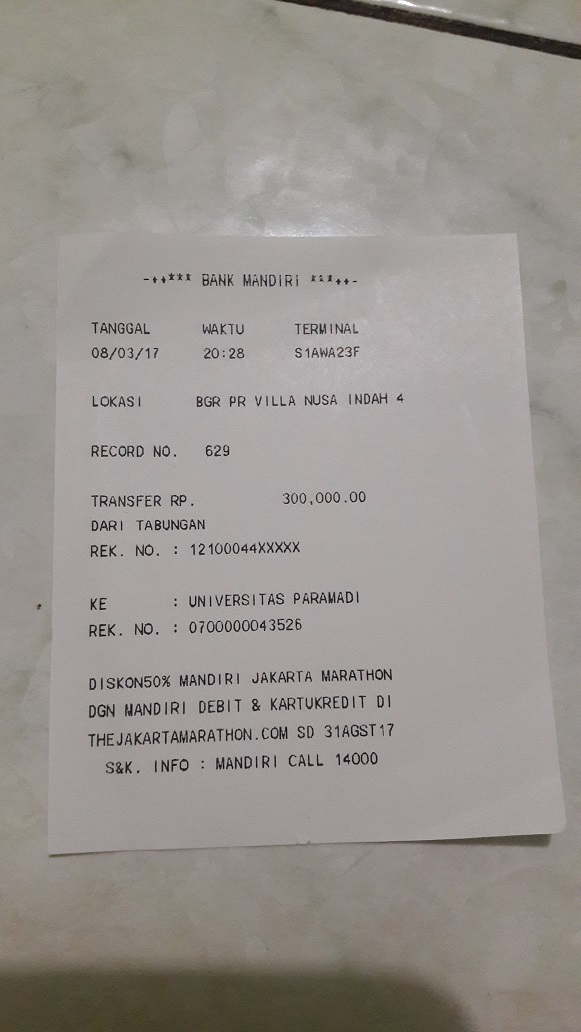 -++*** BANK MANDIRI ***++-
TANGGAL WAKTU TERMINAL
08/03/17 20:28 S1AWA23F
LOKASI BGR PR VILLA NUSA INDAH 4
RECORD NO. 629
TRANSFER RP. 300,000.00
DARI TABUNGAN
REK. NO. : 12100044XXXXX
KE : UNIVERSITAS PARAMADI
REK. NO. : 0700000043526
DISKON50% MANDIRI JAKARTA MARATHON
DGN MANDIRI DEBIT & KARTUKREDIT DI
THEJAKARTAMARATHON.COM SD 31AGST17
S&K. INFO : MANDIRI CALL 14000